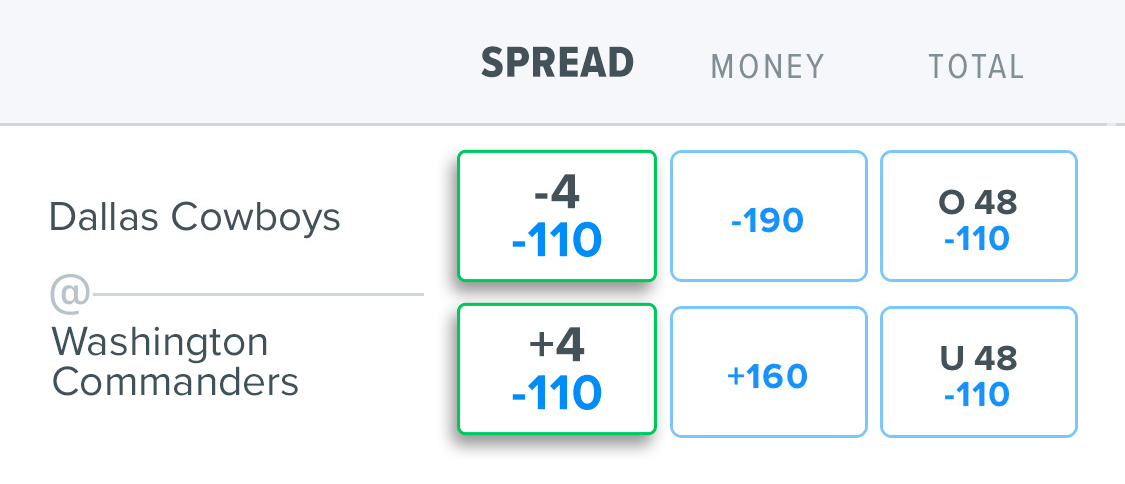 SPREAD MONEY TOTAL
Dallas Cowboys
-4
-110
-190
O 48
-110
@
Washington
Commanders
+4
-110
+160
U 48
-110